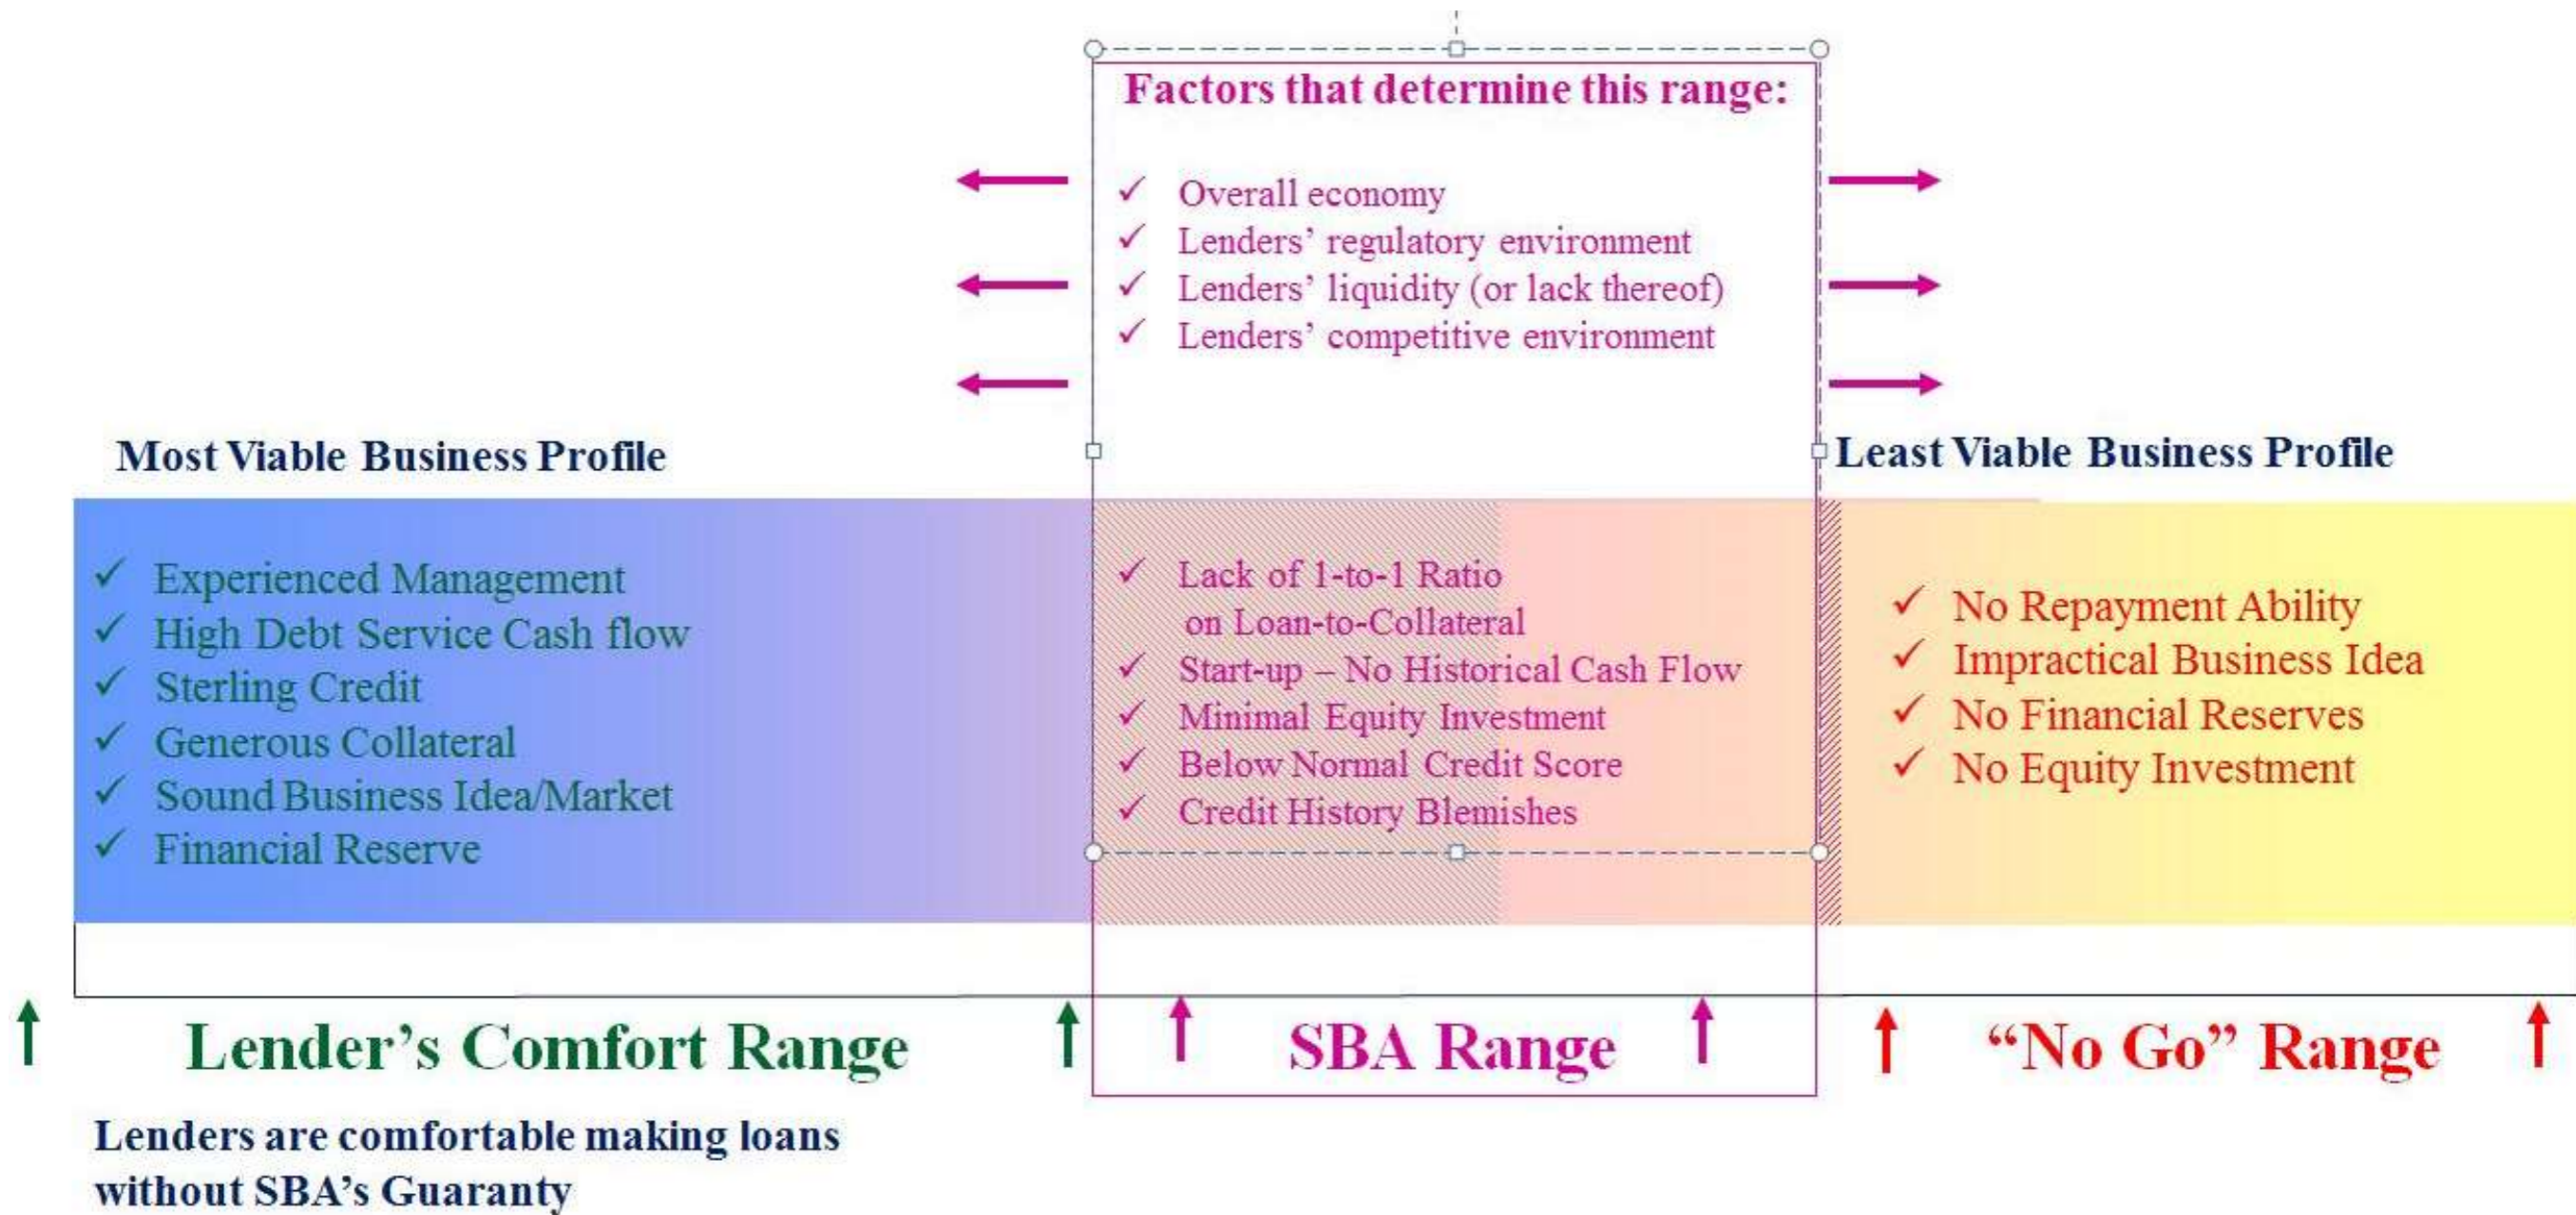 Factors that determine this range:
✓ Overall economy
✓ Lenders’ regulatory environment
✓ Lenders’ liquidity (or lack thereof)
✓ Lenders’ competitive environment
Most Viable Business Profile
Least Viable Business Profile
✓ Experienced Management
✓ High Debt Service Cash flow
✓ Sterling Credit
✓ Generous Collateral
✓ Sound Business Idea/Market
✓ Financial Reserve
✓ Lack of 1-to-1 Ratio
on Loan-to-Collateral
✓ Start-up – No Historical Cash Flow
✓ Minimal Equity Investment
✓ Below Normal Credit Score
✓ Credit History Blemishes
✓ No Repayment Ability
✓ Impractical Business Idea
✓ No Financial Reserves
✓ No Equity Investment
Lender’s Comfort Range
SBA Range
“No Go” Range
Lenders are comfortable making loans
without SBA’s Guaranty